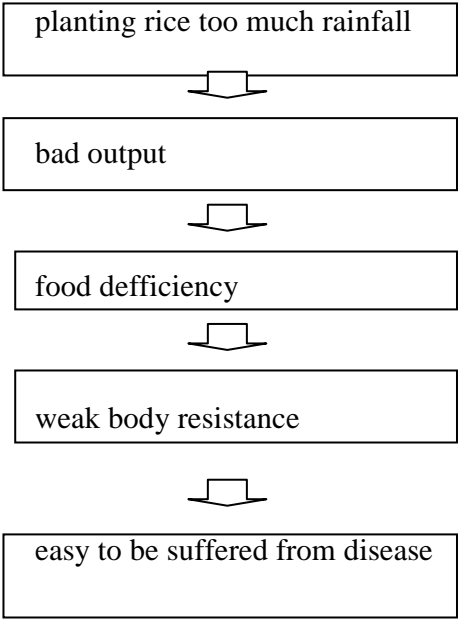 planting rice too much rainfall
bad output
food defficiency
weak body resistance
easy to be suffered from disease